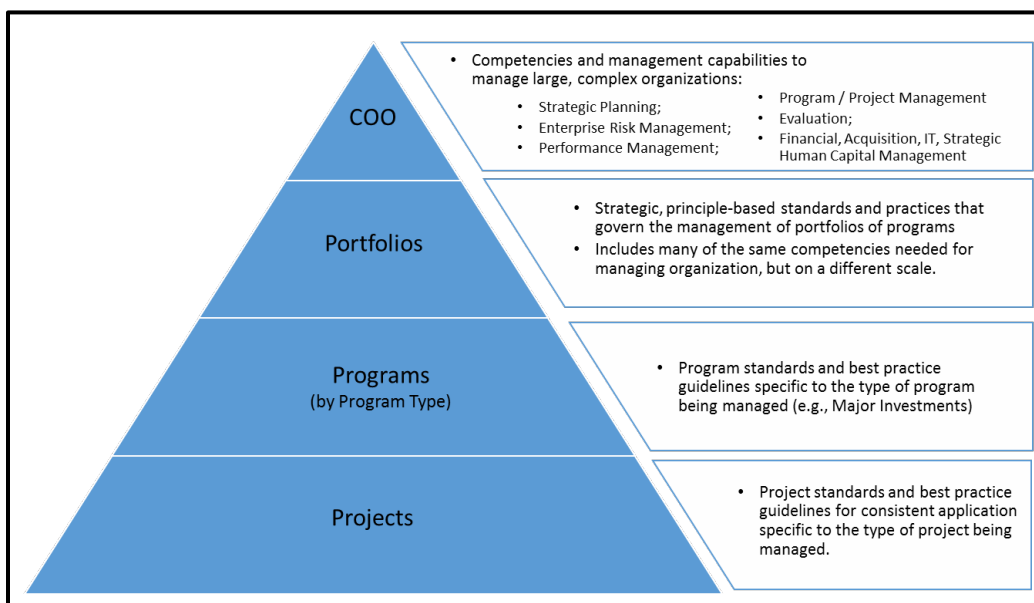 COO
• Competencies and management capabilities to
manage large, complex organizations:
• Strategic Planning;
• Enterprise Risk Management;
• Performance Management;
• Program / Project Management
• Evaluation;
• Financial, Acquisition, IT, Strategic
Human Capital Management
Portfolios
• Strategic, principle-based standards and practices that
govern the management of portfolios of programs
• Includes many of the same competencies needed for
managing organization, but on a different scale.
Programs
(by Program Type)
• Program standards and best practice
guidelines specific to the type of program
being managed (e.g., Major Investments)
Projects
• Project standards and best practice
guidelines for consistent application
specific to the type of project being
managed.